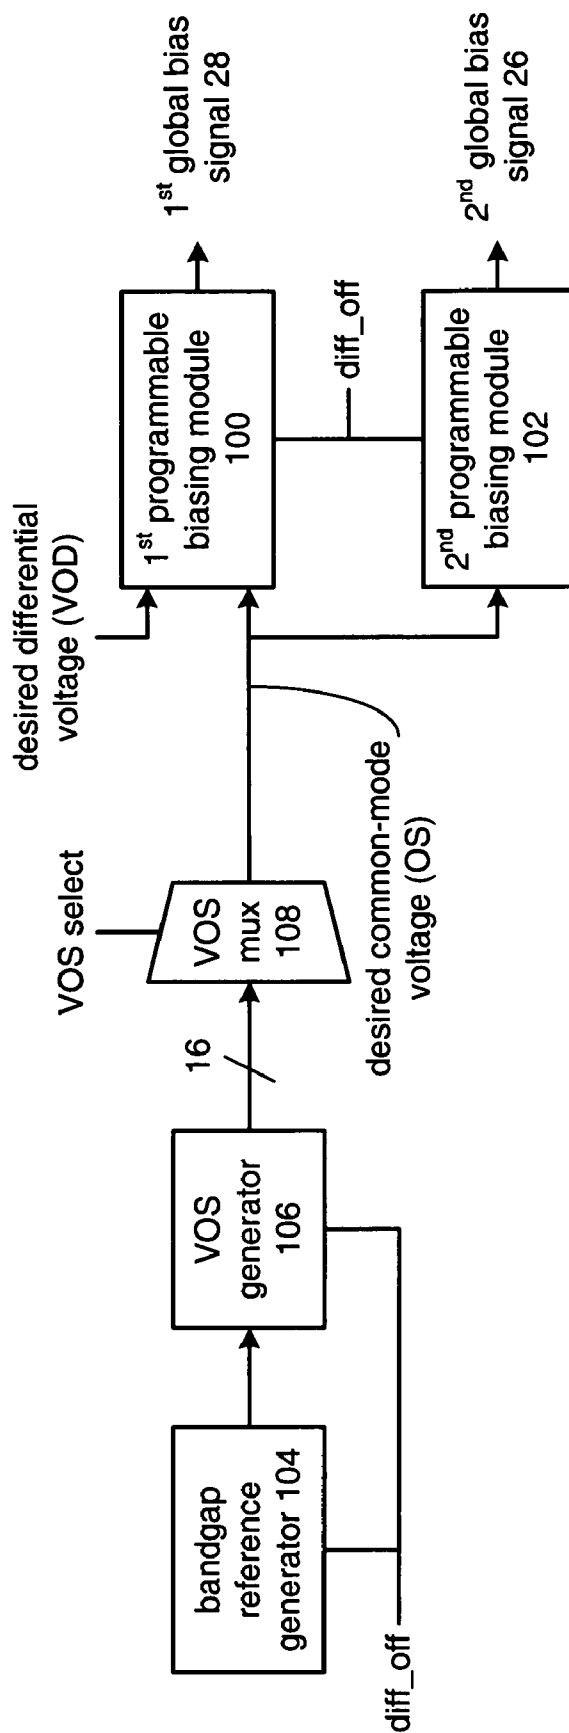 bandgap
reference
generator 104
diff_off
VOS
generator
106
16
VOS select
VOS
mux
108
desired common-mode
voltage (OS)
desired differential
voltage (VOD)
1st programmable
biasing module
100
1st global bias
signal 28
diff_off
2nd programmable
biasing module
102
2nd global bias
signal 26